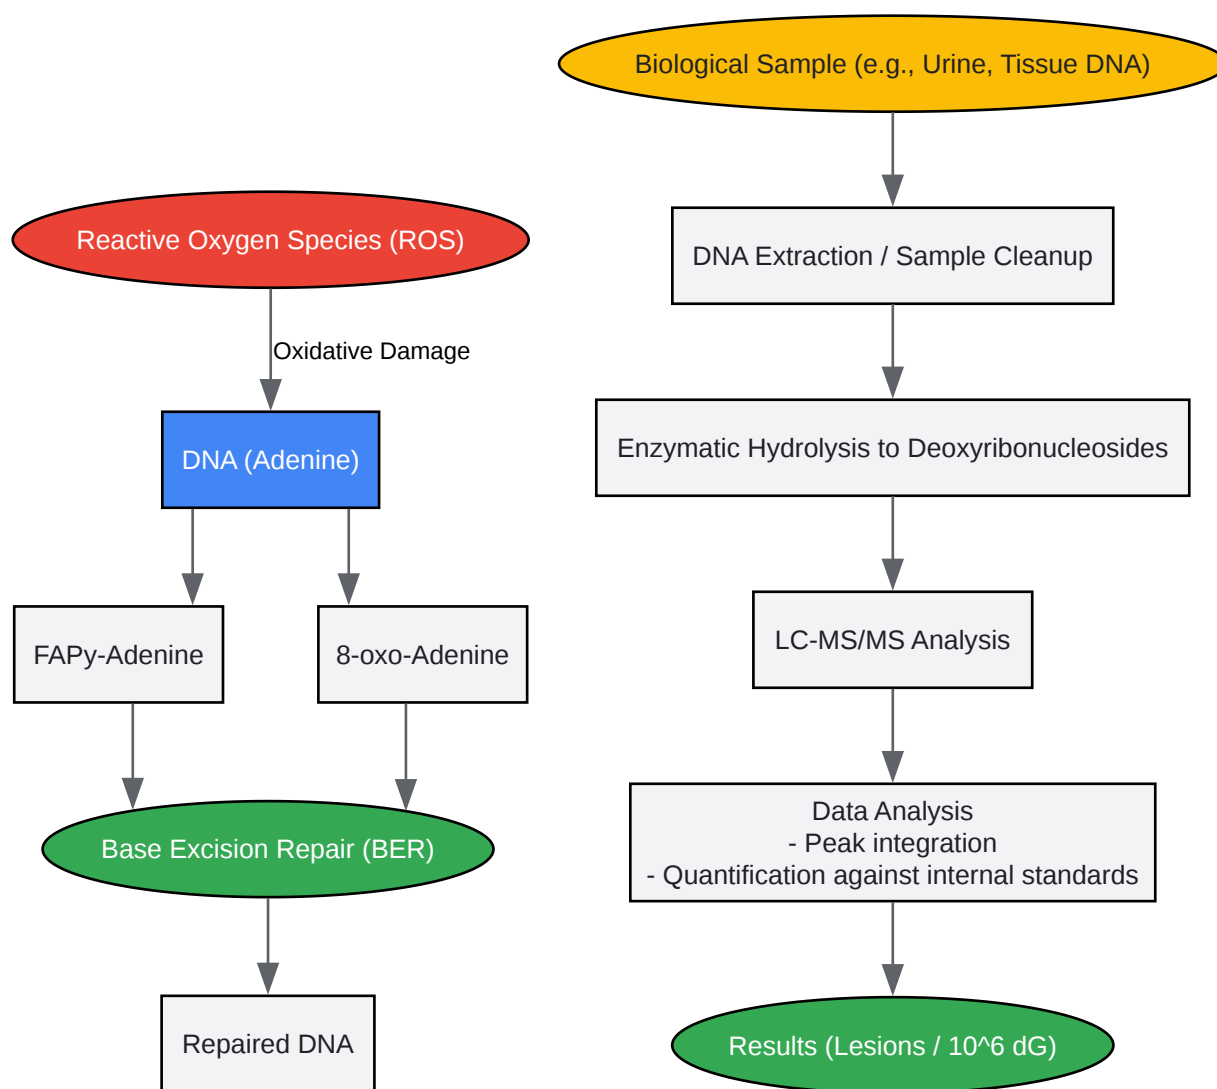 Reactive Oxygen Species (ROS)
Oxidative Damage
DNA (Adenine)
FAPy-Adenine
8-oxo-Adenine
Base Excision Repair (BER)
Repaired DNA
Biological Sample (e.g., Urine, Tissue DNA)
DNA Extraction / Sample Cleanup
Enzymatic Hydrolysis to Deoxyribonucleosides
LC-MS/MS Analysis
Data Analysis
- Peak integration
- Quantification against internal standards
Results (Lesions / 10^6 dG)